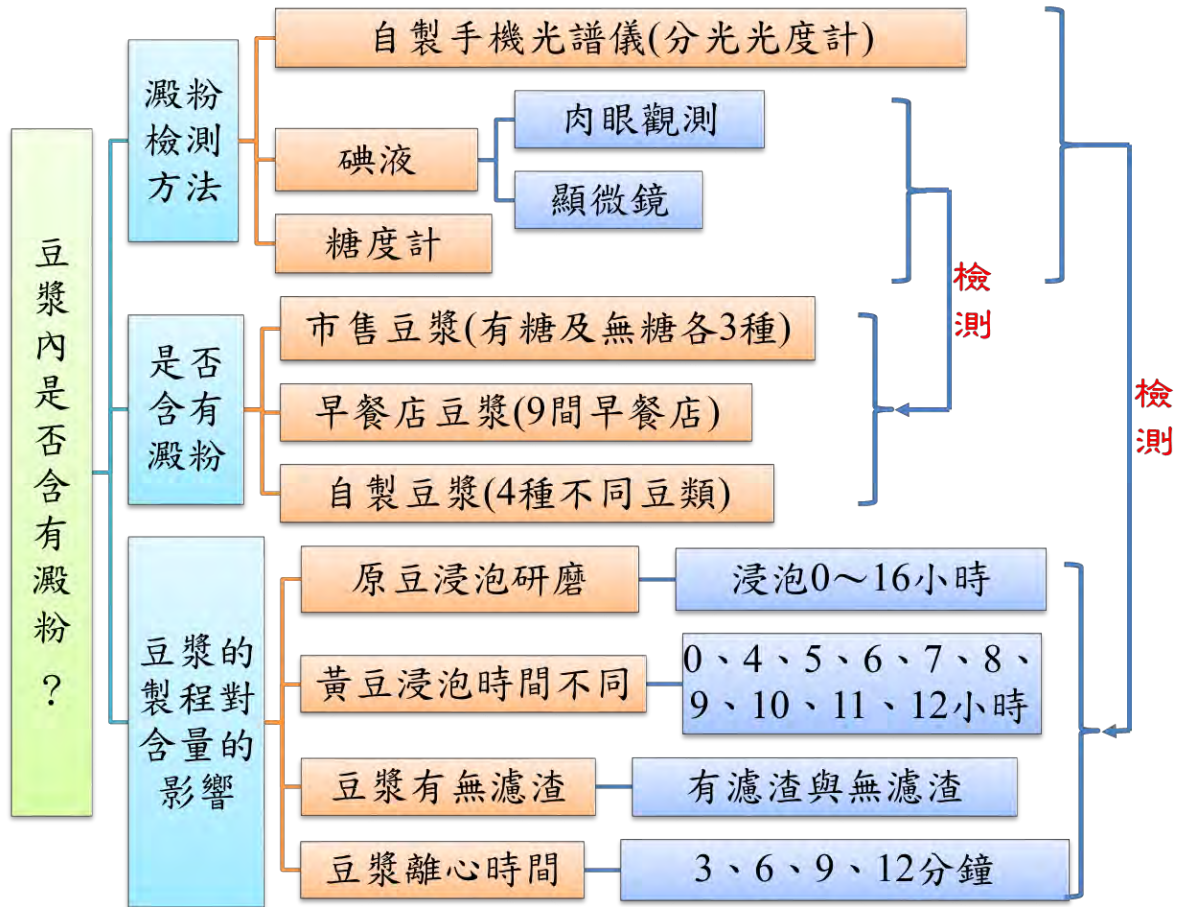 豆漿內是否含有澱粉？
澱粉
檢測
方法
自製手機光譜儀(分光光度計)
碘液
肉眼觀測
顯微鏡
糖度計
檢
測
是否
含有
澱粉
市售豆漿(有糖及無糖各3種)
早餐店豆漿(9間早餐店)
自製豆漿(4種不同豆類)
檢
測
豆漿的
製程對
含量的
影響
原豆浸泡研磨
浸泡0～16小時
黃豆浸泡時間不同
0、4、5、6、7、8、
9、10、11、12小時
豆漿有無濾渣
有濾渣與無濾渣
豆漿離心時間
3、6、9、12分鐘